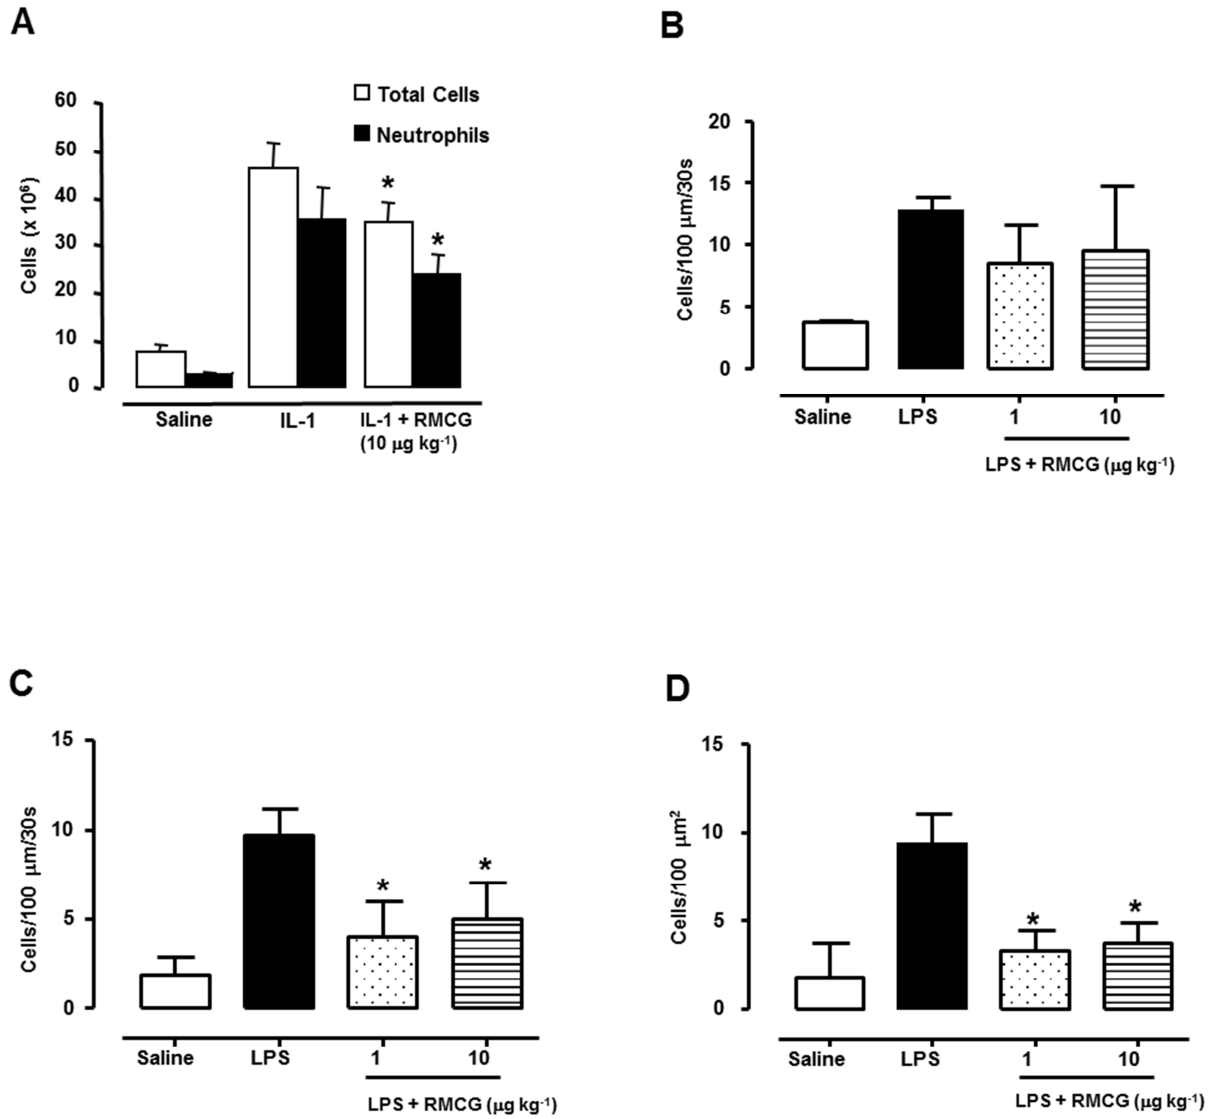 A
60
50
40
30
20
10
0
Cells (x 10⁶)
Total Cells
Neutrophils
*
*
Saline IL-1 IL-1 + RMCG
(10 µg kg⁻¹)
B
20
15
10
5
0
Cells/100 µm/30s
Saline LPS 1 10
LPS + RMCG (µg kg⁻¹)
C
15
10
5
0
Cells/100 µm/30s
*
*
Saline LPS 1 10
LPS + RMCG (µg kg⁻¹)
D
15
10
5
0
Cells/100 µm²
*
*
Saline LPS 1 10
LPS + RMCG (µg kg⁻¹)